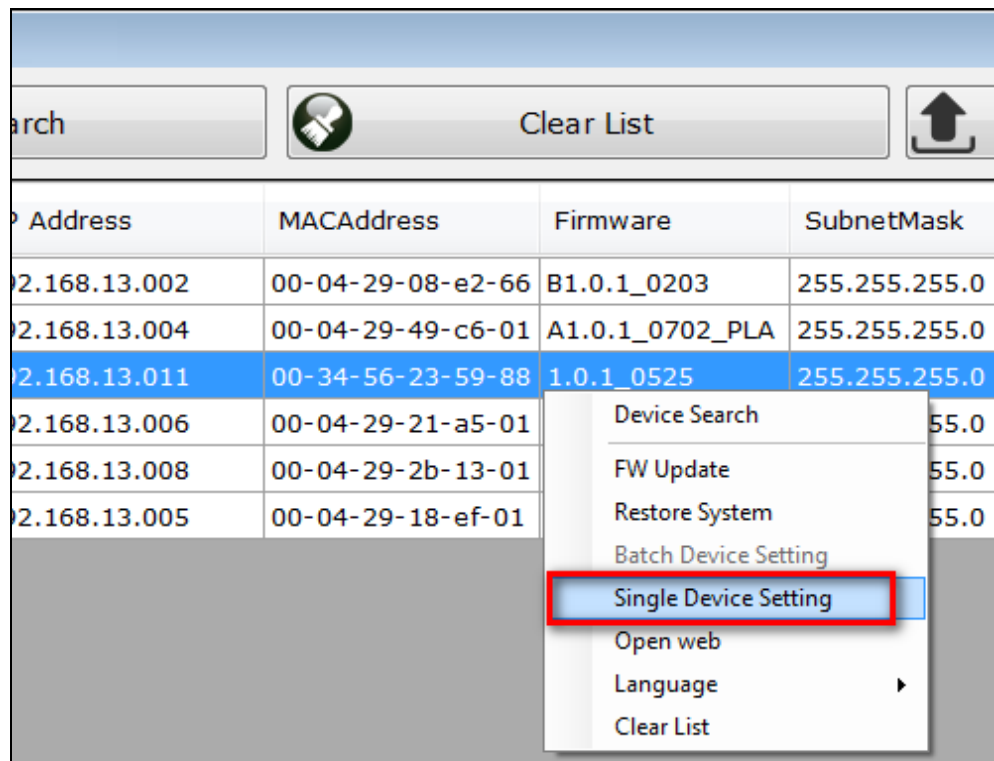 arch Clear List
P Address MACAddress Firmware SubnetMask
92.168.13.002 00-04-29-08-e2-66 B1.0.1_0203 255.255.255.0
92.168.13.004 00-04-29-49-c6-01 A1.0.1_0702_PLA 255.255.255.0
92.168.13.011 00-34-56-23-59-88 1.0.1_0525 255.255.255.0
92.168.13.006 00-04-29-21-a5-01 55.0
92.168.13.008 00-04-29-2b-13-01 55.0
92.168.13.005 00-04-29-18-ef-01 55.0
Device Search
FW Update
Restore System
Batch Device Setting
Single Device Setting
Open web
Language
Clear List